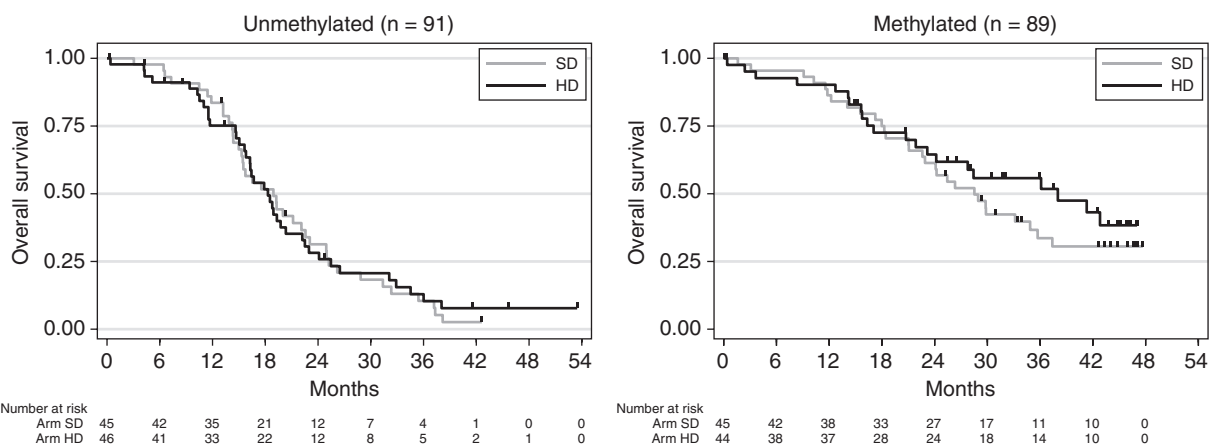 Unmethylated (n = 91)
1.00
0.75
0.50
0.25
0.00
Overall survival
SD
HD
0 6 12 18 24 30 36 42 48 54
Months
Number at risk
Arm SD 45 42 35 21 12 7 4 1 0 0
Arm HD 46 41 33 22 12 8 5 2 1 0
Methylated (n = 89)
1.00
0.75
0.50
0.25
0.00
Overall survival
SD
HD
0 6 12 18 24 30 36 42 48 54
Months
Number at risk
Arm SD 45 42 38 33 27 17 11 10 0
Arm HD 44 38 37 28 24 18 14 10 0